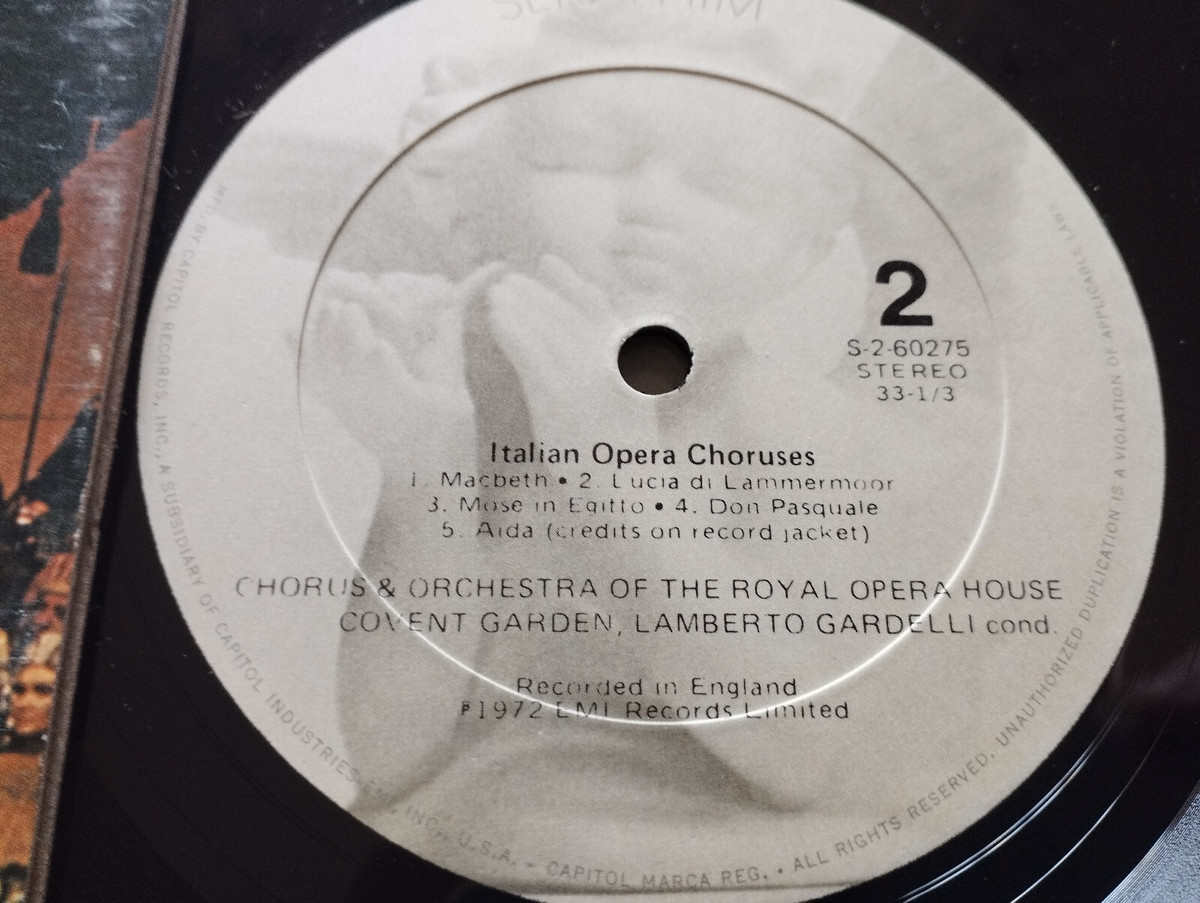 SERAPHIM
2
S-2-60275
STEREO
33-1/3
Italian Opera Choruses
1. Macbeth • 2. Lucia di Lammermoor
3. Mose in Egitto • 4. Don Pasquale
5. Aida (credits on record jacket)
CHORUS & ORCHESTRA OF THE ROYAL OPERA HOUSE
COVENT GARDEN, LAMBERTO GARDELLI cond.
Recorded in England
℗1972 EMI Records Limited
MFD. BY CAPITOL RECORDS, INC., A SUBSIDIARY OF CAPITOL INDUSTRIES-EMI, INC., U.S.A. • CAPITOL MARCA REG. • ALL RIGHTS RESERVED. UNAUTHORIZED DUPLICATION IS A VIOLATION OF APPLICABLE LAWS